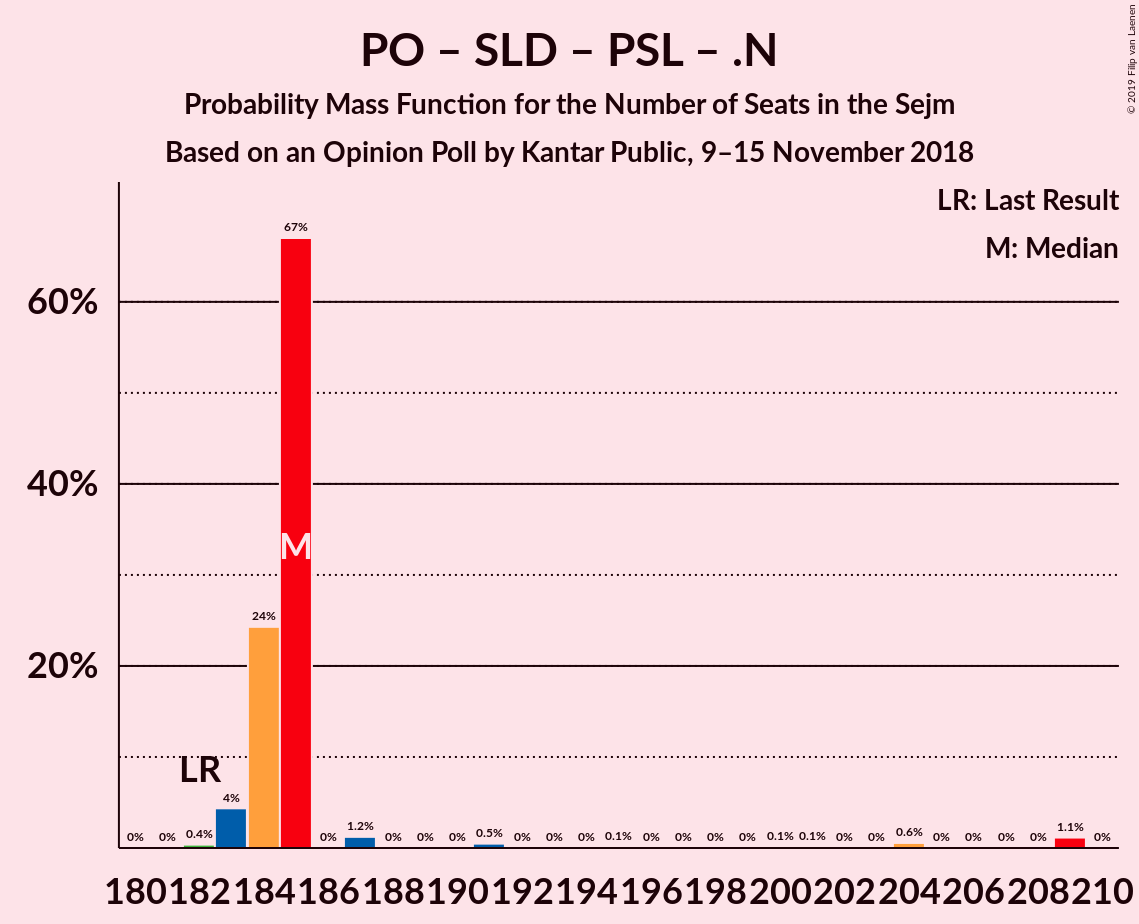 PO – SLD – PSL – .N
Probability Mass Function for the Number of Seats in the Sejm
Based on an Opinion Poll by Kantar Public, 9–15 November 2018
© 2019 Filip van Laenen
LR: Last Result
M: Median
67%
60%
M
40%
24%
20%
LR
4%
0% 0% 0.4% 0% 1.2% 0% 0% 0% 0.5% 0% 0% 0% 0.1% 0% 0% 0% 0% 0.1% 0.1% 0% 0% 0.6% 0% 0% 0% 0% 1.1% 0%
180 182 184 186 188 190 192 194 196 198 200 202 204 206 208 210